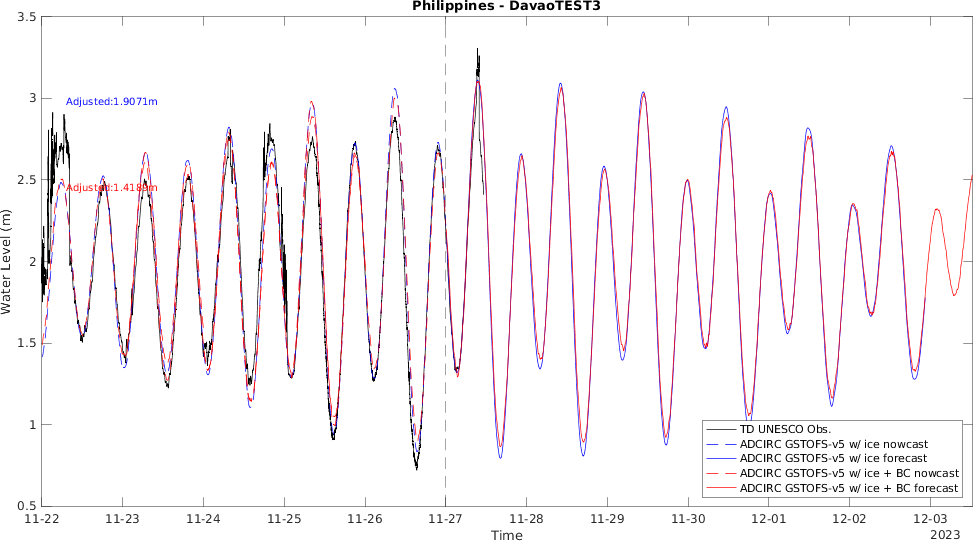 Philippines - DavaoTEST3
3.5
3
2.5
2
1.5
1
0.5
Water Level (m)
Adjusted:1.9071m
Adjusted:1.4189m
TD UNESCO Obs.
ADCIRC GSTOFS-v5 w/ ice nowcast
ADCIRC GSTOFS-v5 w/ ice forecast
ADCIRC GSTOFS-v5 w/ ice + BC nowcast
ADCIRC GSTOFS-v5 w/ ice + BC forecast
11-22 11-23 11-24 11-25 11-26 11-27 11-28 11-29 11-30 12-01 12-02 12-03
Time
2023